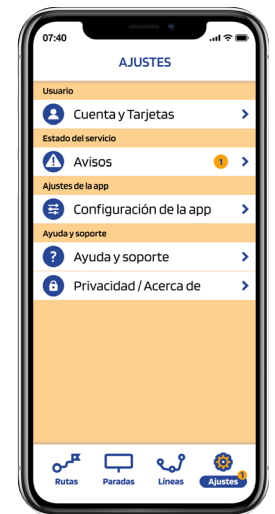 07:40
AJUSTES
Usuario
Cuenta y Tarjetas
Estado del servicio
Avisos 1
Ajustes de la app
Configuración de la app
Ayuda y soporte
? Ayuda y soporte
Privacidad / Acerca de
Rutas Paradas Líneas Ajustes 1